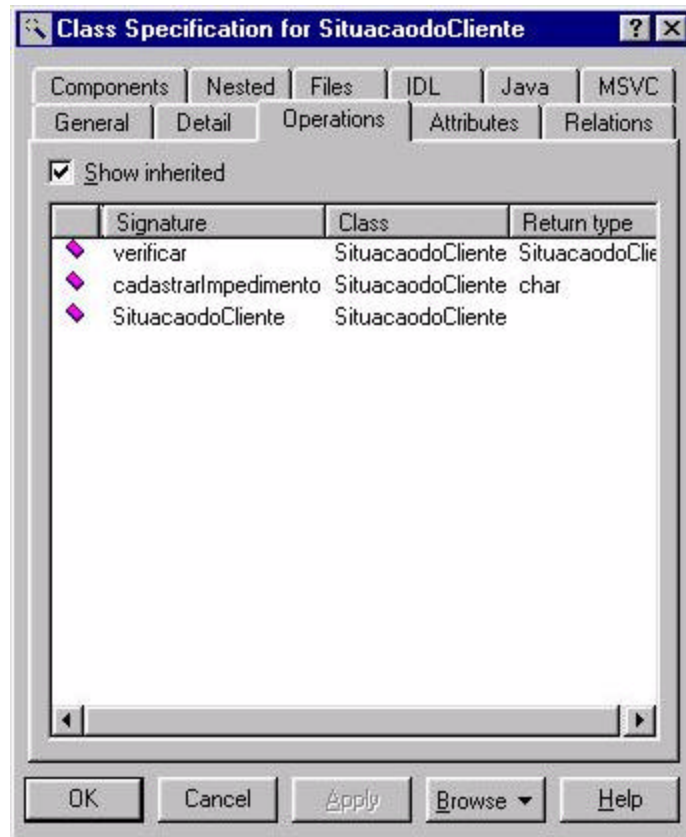 Class Specification for SituacaodoCliente
Components Nested Files IDL Java MSVC
General Detail Operations Attributes Relations
Show inherited
Signature Class Return type
verificar SituacaodoCliente SituacaodoClie
cadastrarImpedimento SituacaodoCliente char
SituacaodoCliente SituacaodoCliente
OK Cancel Apply Browse Help